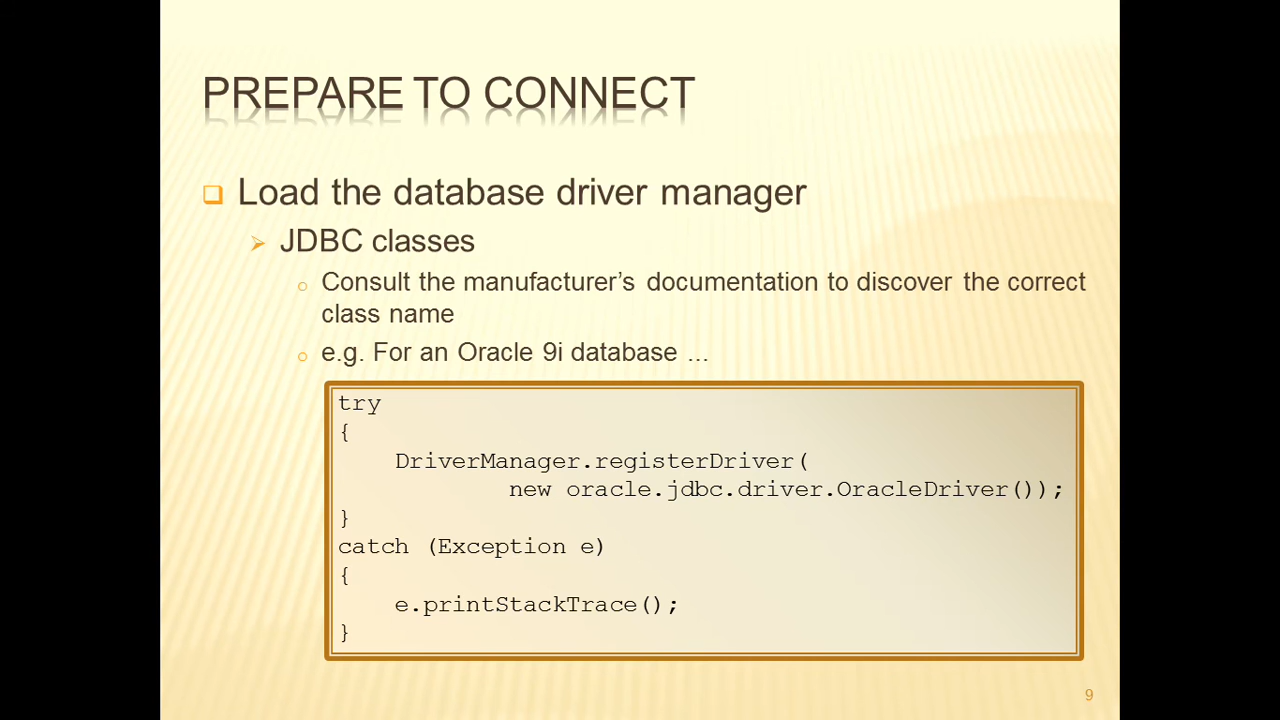 PREPARE TO CONNECT
Load the database driver manager
JDBC classes
Consult the manufacturer’s documentation to discover the correct
class name
e.g. For an Oracle 9i database ...
try
{
    DriverManager.registerDriver(
            new oracle.jdbc.driver.OracleDriver());
}
catch (Exception e)
{
    e.printStackTrace();
}
9